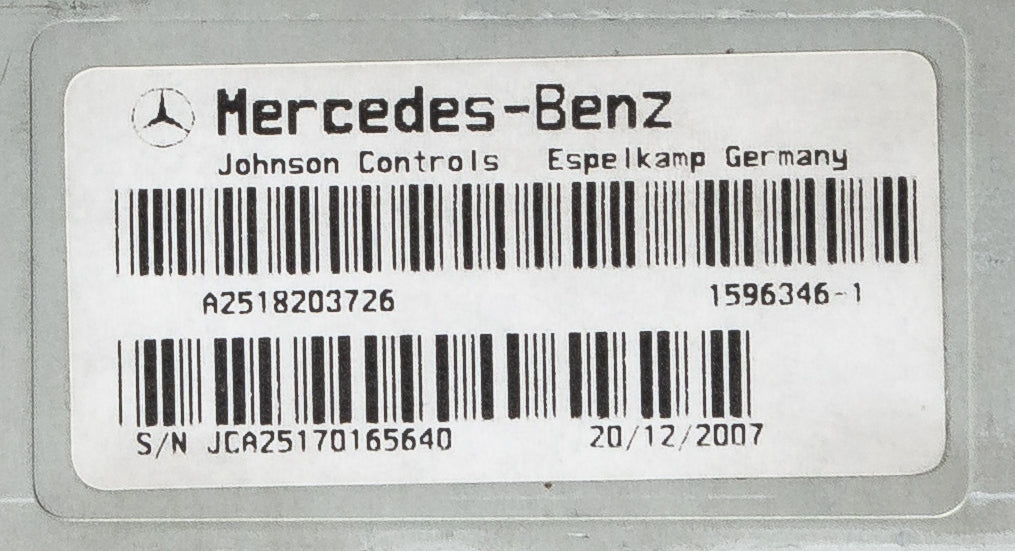 Mercedes-Benz
Johnson Controls Espelkamp Germany
A2518203726 1596346-1
S/N JCA25170165640 20/12/2007